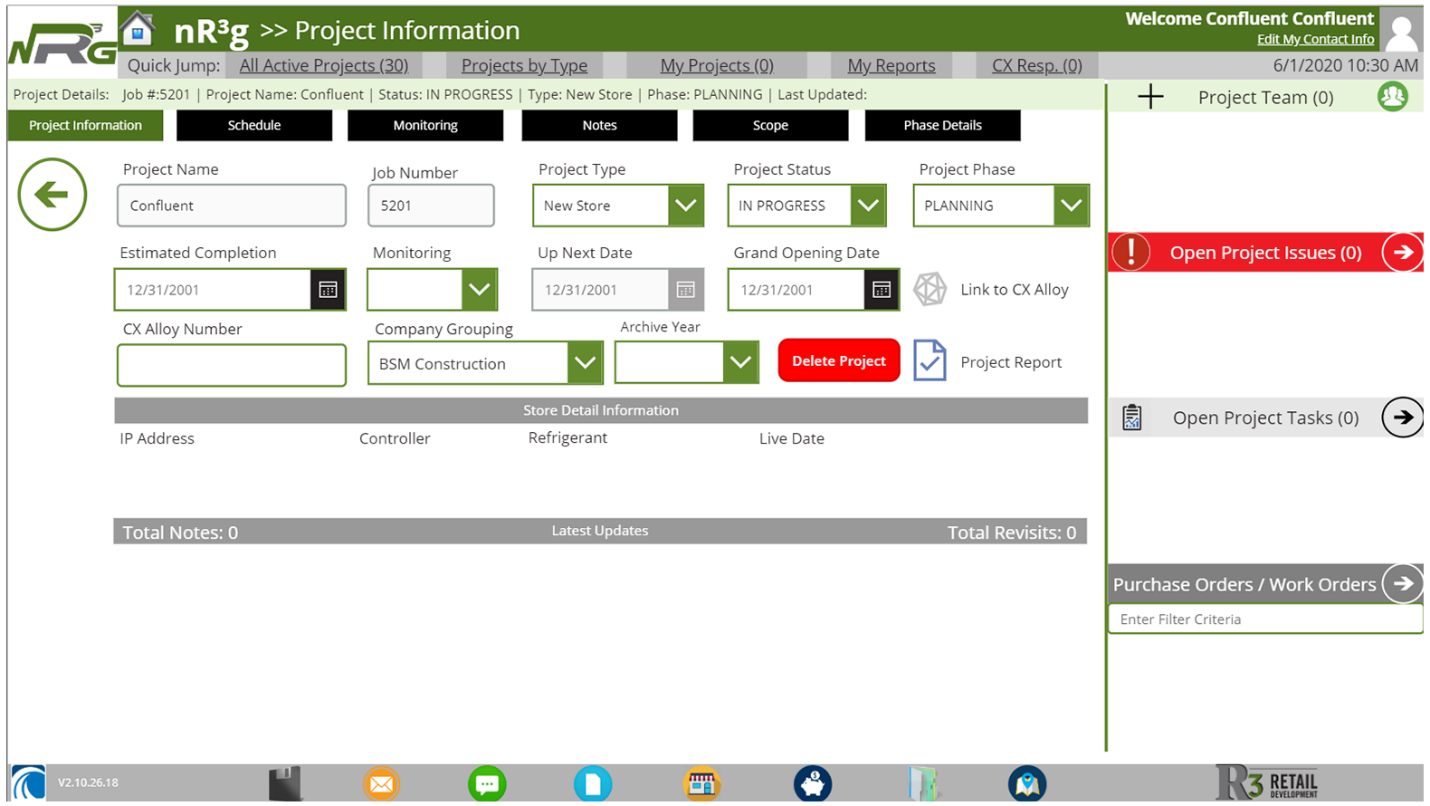 nRG nR³g >> Project Information Welcome Confluent Confluent
Edit My Contact Info
Quick Jump: All Active Projects (30) Projects by Type My Projects (0) My Reports CX Resp. (0) 6/1/2020 10:30 AM
Project Details: Job #:5201 | Project Name: Confluent | Status: IN PROGRESS | Type: New Store | Phase: PLANNING | Last Updated:
Project Team (0)
Project Information Schedule Monitoring Notes Scope Phase Details
Project Name Job Number Project Type Project Status Project Phase
Confluent 5201 New Store IN PROGRESS PLANNING
Estimated Completion Monitoring Up Next Date Grand Opening Date
! Open Project Issues (0)
12/31/2001 12/31/2001 12/31/2001 Link to CX Alloy
CX Alloy Number Company Grouping Archive Year
BSM Construction Delete Project Project Report
Store Detail Information
Open Project Tasks (0)
IP Address Controller Refrigerant Live Date
Total Notes: 0 Latest Updates Total Revisits: 0
Purchase Orders / Work Orders
Enter Filter Criteria
V2.10.26.18
R3 RETAIL
DEVELOPMENT